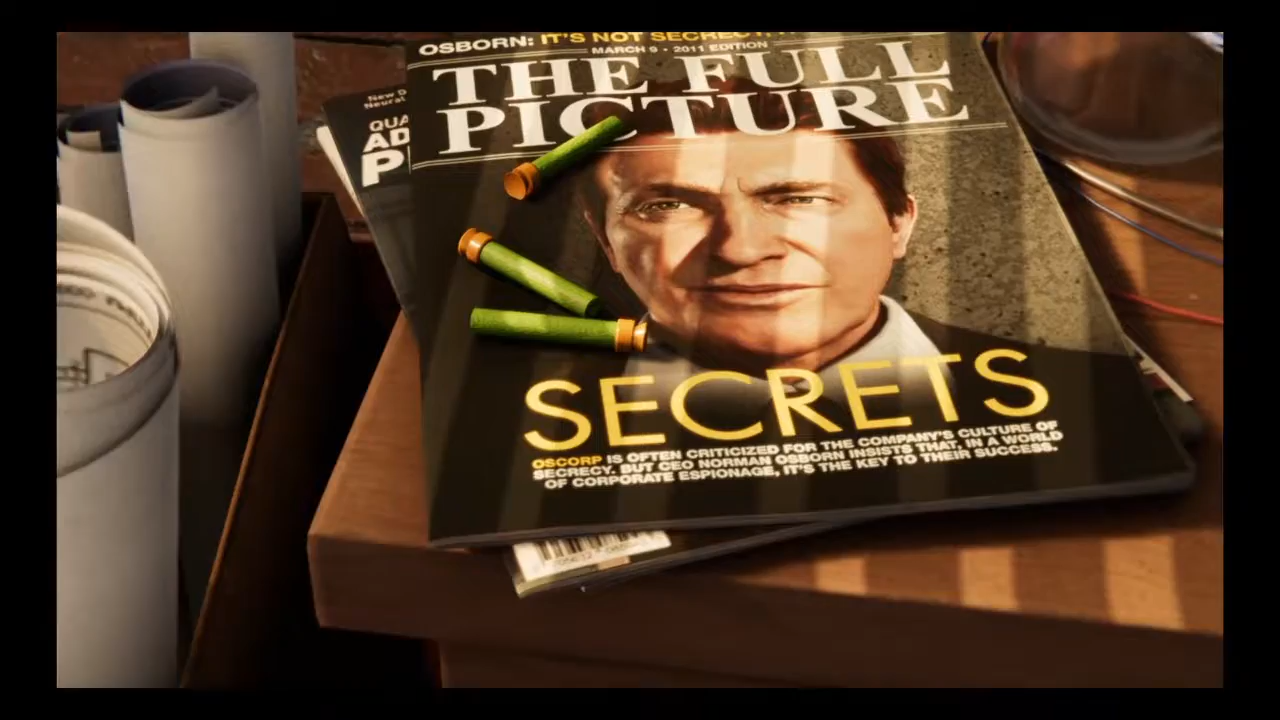 OSBORN: IT'S NOT SECRECY,
MARCH 9 • 2011 EDITION
THE FULL
PICTURE
New D
Neural
QUA
AD
P
SECRETS
OSCORP IS OFTEN CRITICIZED FOR THE COMPANY'S CULTURE OF
SECRECY. BUT CEO NORMAN OSBORN INSISTS THAT, IN A WORLD
OF CORPORATE ESPIONAGE, IT'S THE KEY TO THEIR SUCCESS.